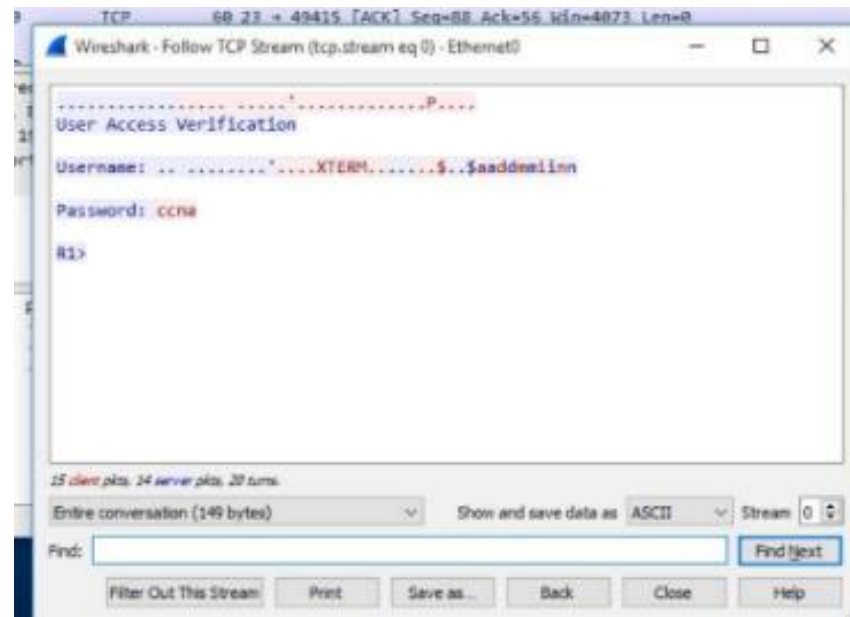 TCP 60 23 → 49415 [ACK] Seq=88 Ack=56 Win=4073 Len=0
Wireshark - Follow TCP Stream (tcp.stream eq 0) - Ethernet0
................. .....'.............P....
User Access Verification
Username: .. ........'....XTERM.......$..$aaddmmiinn
Password: ccna
R1>
15 client pkts, 14 server pkts, 20 turns.
Entire conversation (149 bytes) Show and save data as ASCII Stream 0
Find: Find Next
Filter Out This Stream Print Save as... Back Close Help